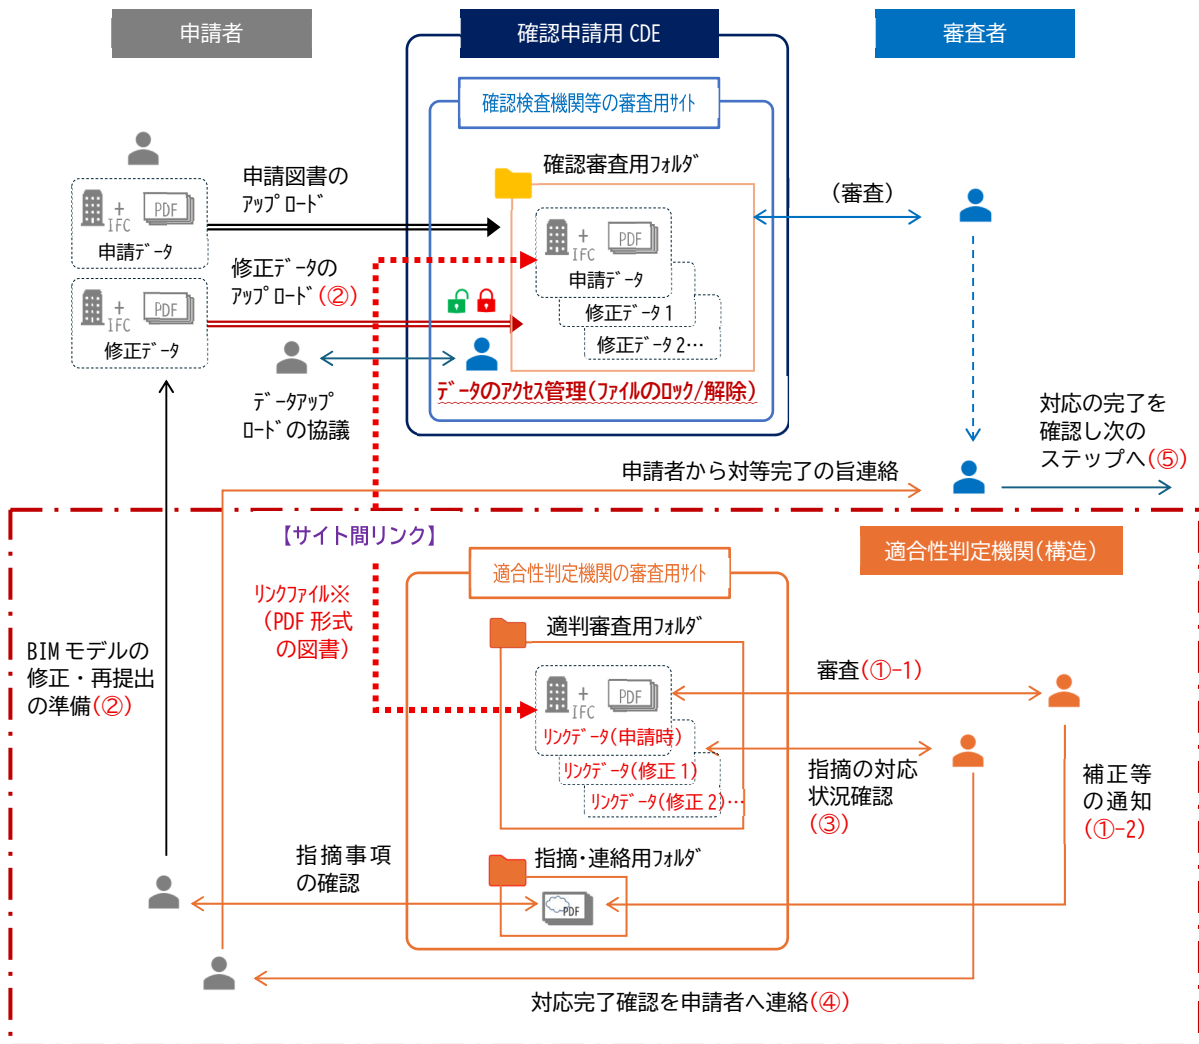 申請者
確認申請用 CDE
審査者
確認検査機関等の審査用ｻｲﾄ
確認審査用ﾌｫﾙﾀﾞ
申請図書の
ｱｯﾌﾟﾛｰﾄﾞ
(審査)
+
IFC
PDF
申請ﾃﾞｰﾀ
+
IFC
PDF
申請ﾃﾞｰﾀ
修正ﾃﾞｰﾀの
ｱｯﾌﾟﾛｰﾄﾞ(②)
+
IFC
PDF
修正ﾃﾞｰﾀ
修正ﾃﾞｰﾀ 1
修正ﾃﾞｰﾀ 2…
ﾃﾞｰﾀのｱｸｾｽ管理(ﾌｧｲﾙのﾛｯｸ/解除)
ﾃﾞｰﾀｱｯﾌﾟ
ﾛｰﾄﾞの協議
対応の完了を
確認し次の
ｽﾃｯﾌﾟへ(⑤)
申請者から対等完了の旨連絡
【サイト間リンク】
適合性判定機関(構造)
適合性判定機関の審査用ｻｲﾄ
ﾘﾝｸﾌｧｲﾙ※
(PDF 形式
の図書)
適判審査用ﾌｫﾙﾀﾞ
BIM モデルの
修正・再提出
の準備(②)
+
IFC
PDF
ﾘﾝｸﾃﾞｰﾀ(申請時)
ﾘﾝｸﾃﾞｰﾀ(修正 1)
ﾘﾝｸﾃﾞｰﾀ(修正 2)…
審査(①-1)
指摘の対応
状況確認
(③)
補正等
の通知
(①-2)
指摘事項
の確認
指摘･連絡用ﾌｫﾙﾀﾞ
PDF
対応完了確認を申請者へ連絡(④)